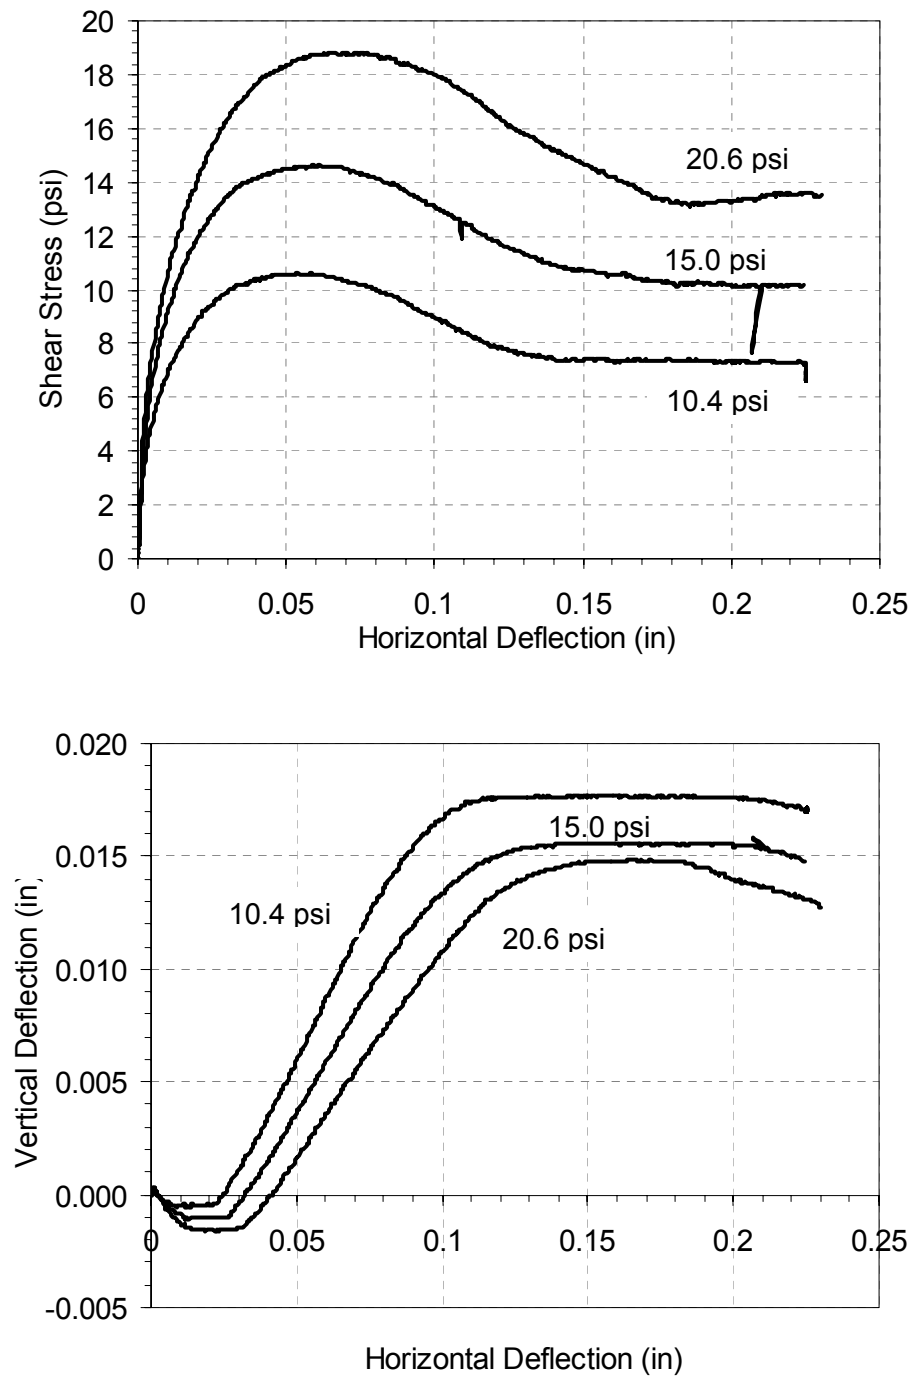 20
18
16
14
12
10
8
6
4
2
0
Shear Stress (psi)
20.6 psi
15.0 psi
10.4 psi
0 0.05 0.1 0.15 0.2 0.25
Horizontal Deflection (in)
0.020
0.015
0.010
0.005
0.000
-0.005
Vertical Deflection (in)
15.0 psi
10.4 psi
20.6 psi
0 0.05 0.1 0.15 0.2 0.25
Horizontal Deflection (in)